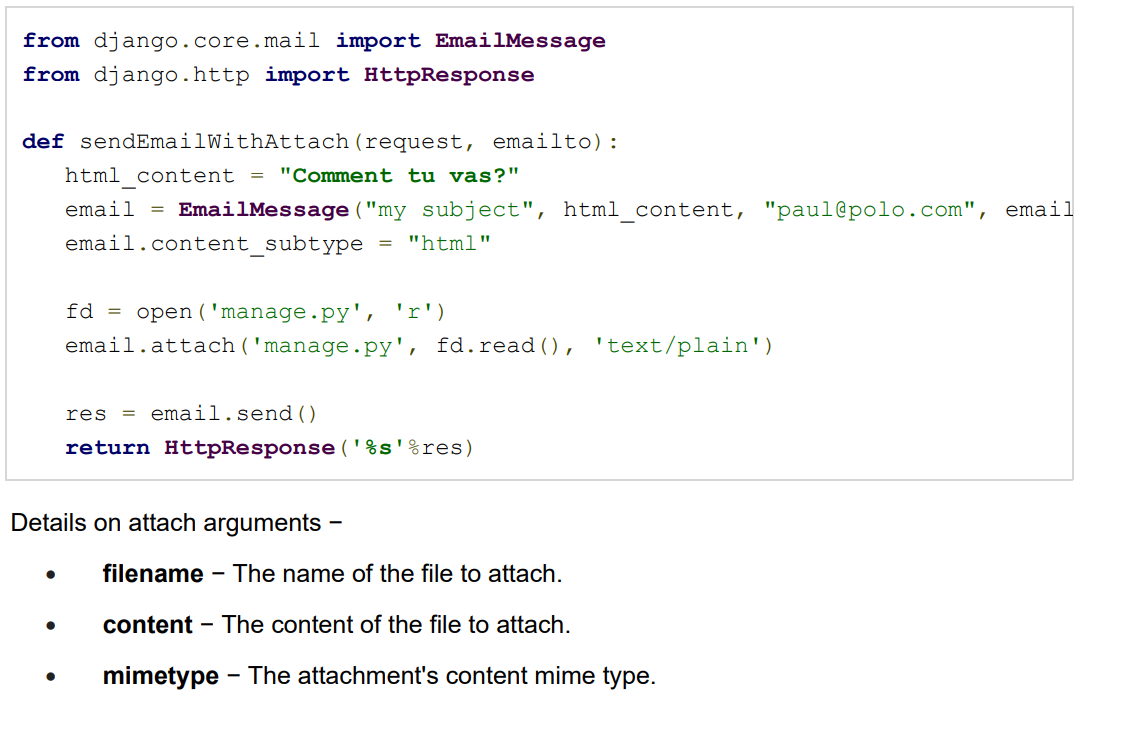 from django.core.mail import EmailMessage
from django.http import HttpResponse
def sendEmailWithAttach(request, emailto):
html_content = "Comment tu vas?"
email = EmailMessage("my subject", html_content, "paul@polo.com", email
email.content_subtype = "html"
fd = open('manage.py', 'r')
email.attach('manage.py', fd.read(), 'text/plain')
res = email.send()
return HttpResponse('%s'%res)
Details on attach arguments −
• filename − The name of the file to attach.
• content − The content of the file to attach.
• mimetype − The attachment's content mime type.